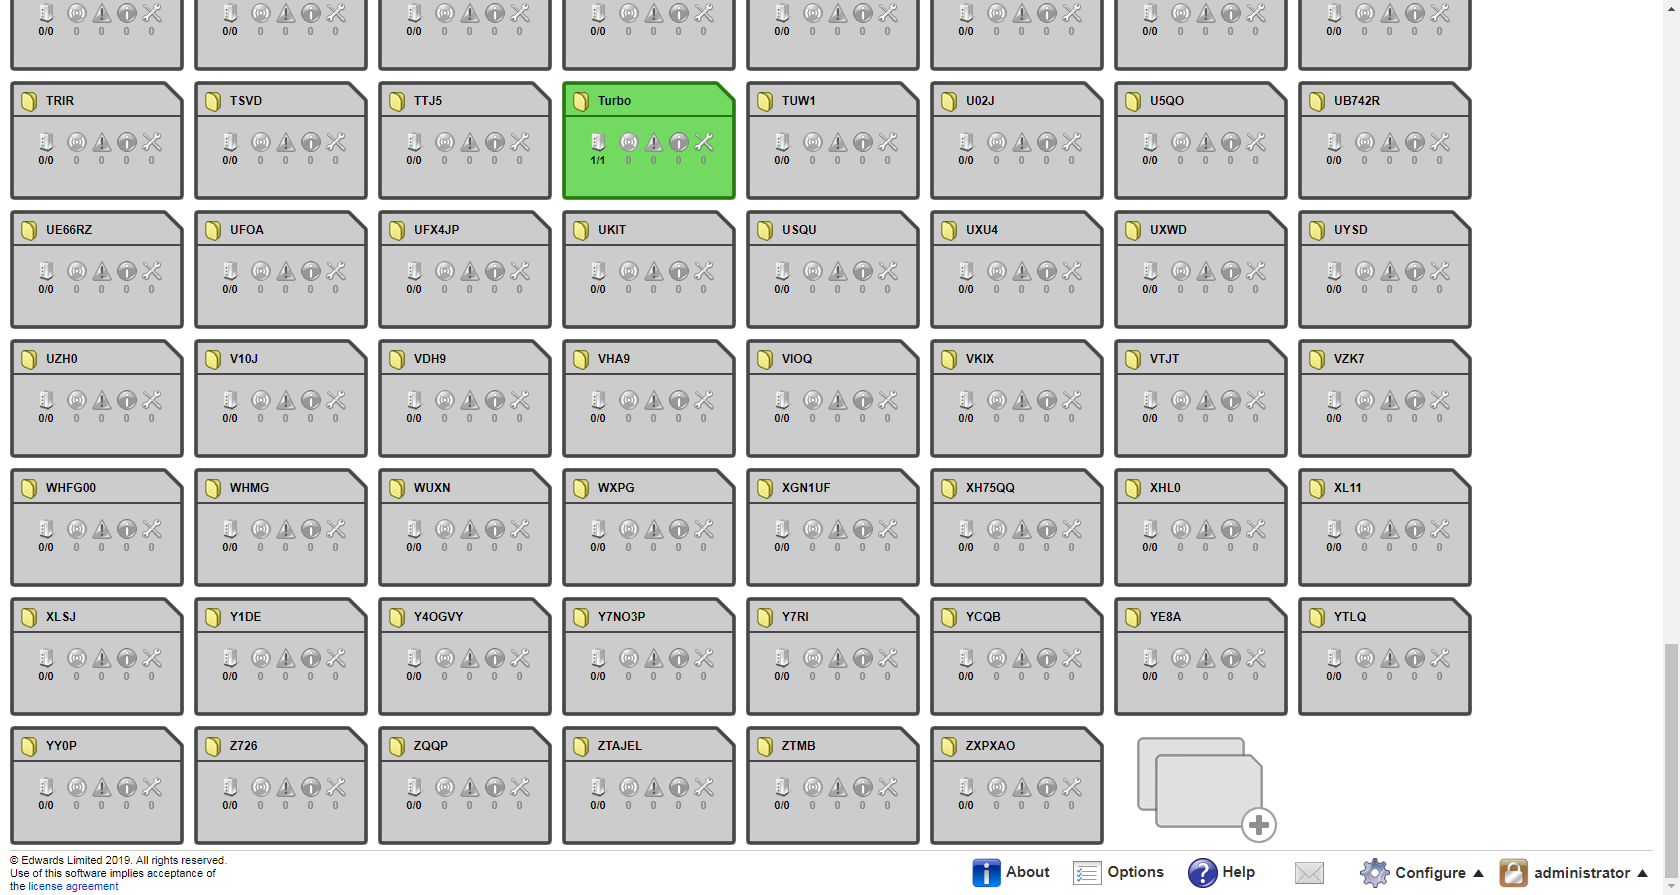 0/0 0 0 0 0 0/0 0 0 0 0 0/0 0 0 0 0 0/0 0 0 0 0 0/0 0 0 0 0 0/0 0 0 0 0 0/0 0 0 0 0 0/0 0 0 0 0
TRIR TSVD TTJ5 Turbo TUW1 U02J U5QO UB742R
0/0 0 0 0 0 0/0 0 0 0 0 0/0 0 0 0 0 1/1 0 0 0 0 0/0 0 0 0 0 0/0 0 0 0 0 0/0 0 0 0 0 0/0 0 0 0 0
UE66RZ UFOA UFX4JP UKIT USQU UXU4 UXWD UYSD
0/0 0 0 0 0 0/0 0 0 0 0 0/0 0 0 0 0 0/0 0 0 0 0 0/0 0 0 0 0 0/0 0 0 0 0 0/0 0 0 0 0 0/0 0 0 0 0
UZH0 V10J VDH9 VHA9 VIOQ VKIX VTJT VZK7
0/0 0 0 0 0 0/0 0 0 0 0 0/0 0 0 0 0 0/0 0 0 0 0 0/0 0 0 0 0 0/0 0 0 0 0 0/0 0 0 0 0 0/0 0 0 0 0
WHFG00 WHMG WUXN WXPG XGN1UF XH75QQ XHL0 XL11
0/0 0 0 0 0 0/0 0 0 0 0 0/0 0 0 0 0 0/0 0 0 0 0 0/0 0 0 0 0 0/0 0 0 0 0 0/0 0 0 0 0 0/0 0 0 0 0
XLSJ Y1DE Y4OGVY Y7NO3P Y7RI YCQB YE8A YTLQ
0/0 0 0 0 0 0/0 0 0 0 0 0/0 0 0 0 0 0/0 0 0 0 0 0/0 0 0 0 0 0/0 0 0 0 0 0/0 0 0 0 0 0/0 0 0 0 0
YY0P Z726 ZQQP ZTAJEL ZTMB ZXPXAO
0/0 0 0 0 0 0/0 0 0 0 0 0/0 0 0 0 0 0/0 0 0 0 0 0/0 0 0 0 0 0/0 0 0 0 0
© Edwards Limited 2019. All rights reserved.
Use of this software implies acceptance of
the license agreement
About Options Help Configure administrator